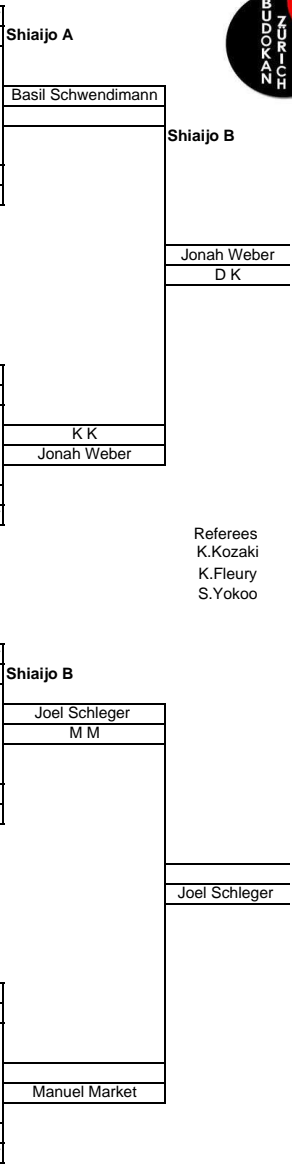 BUDOKAN
ZÜRICH
Shiaijo A
Basil Schwendimann
Shiaijo B
Jonah Weber
D K
K K
Jonah Weber
Referees
K.Kozaki
K.Fleury
S.Yokoo
Shiaijo B
Joel Schleger
M M
Joel Schleger
Manuel Market